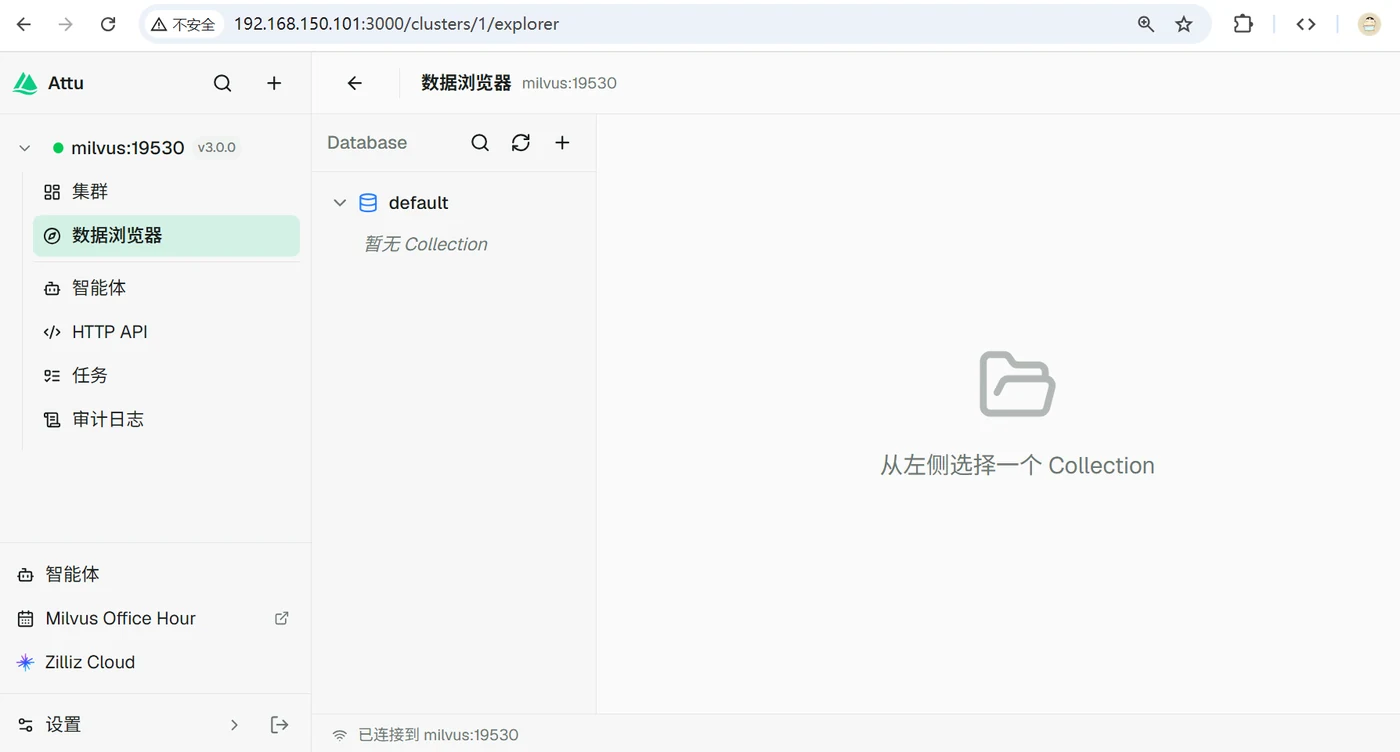 不安全 192.168.150.101:3000/clusters/1/explorer
Attu
数据浏览器 milvus:19530
milvus:19530 v3.0.0
集群
数据浏览器
智能体
HTTP API
任务
审计日志
智能体
Milvus Office Hour
Zilliz Cloud
设置
Database
default
暂无 Collection
从左侧选择一个 Collection
已连接到 milvus:19530